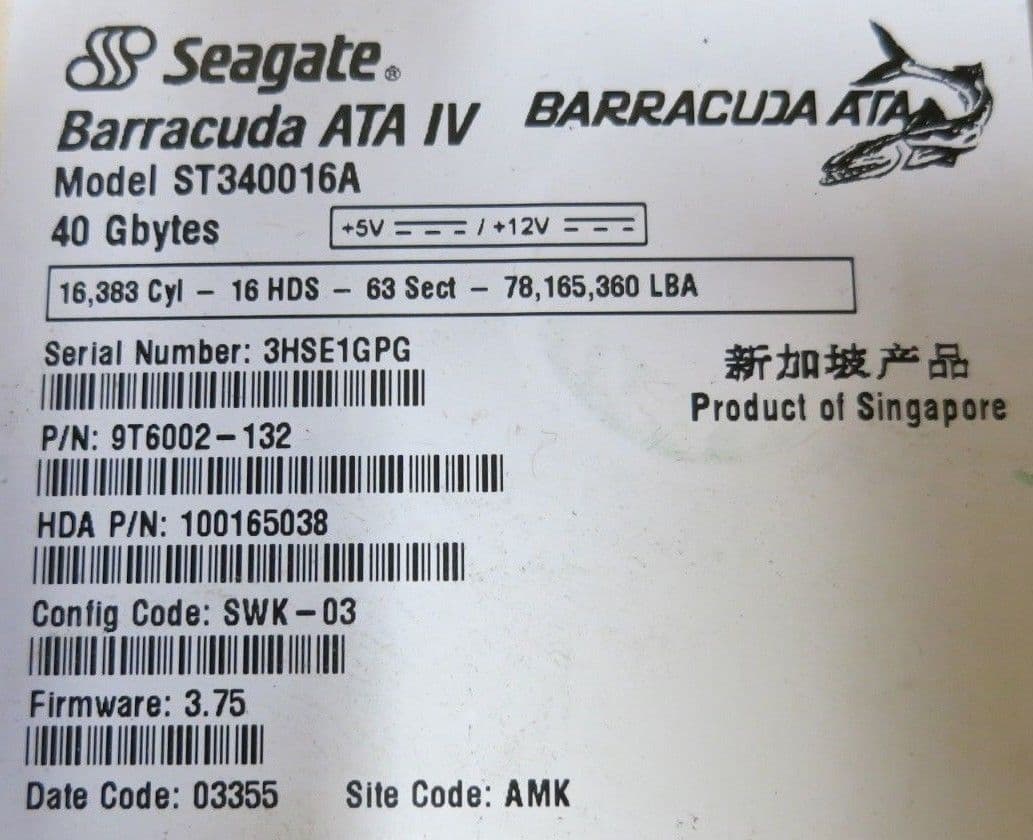 Seagate®
Barracuda ATA IV
BARRACUDA ATA
Model ST340016A
40 Gbytes
+5V / +12V
16,383 Cyl – 16 HDS – 63 Sect – 78,165,360 LBA
Serial Number: 3HSE1GPG
新加坡产品
Product of Singapore
P/N: 9T6002-132
HDA P/N: 100165038
Config Code: SWK-03
Firmware: 3.75
Date Code: 03355 Site Code: AMK